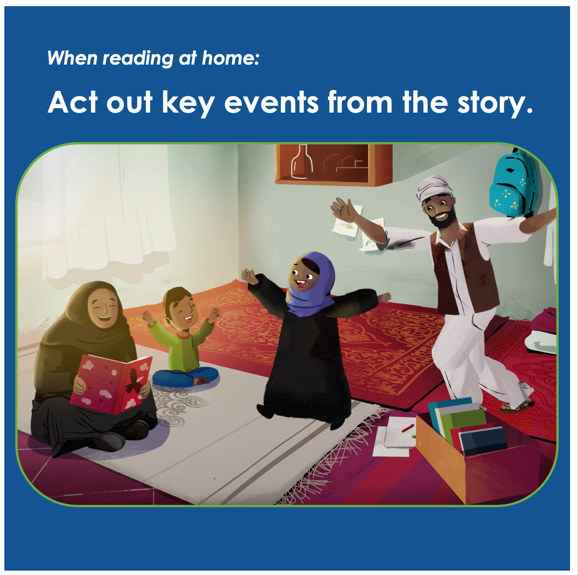 When reading at home:
Act out key events from the story.